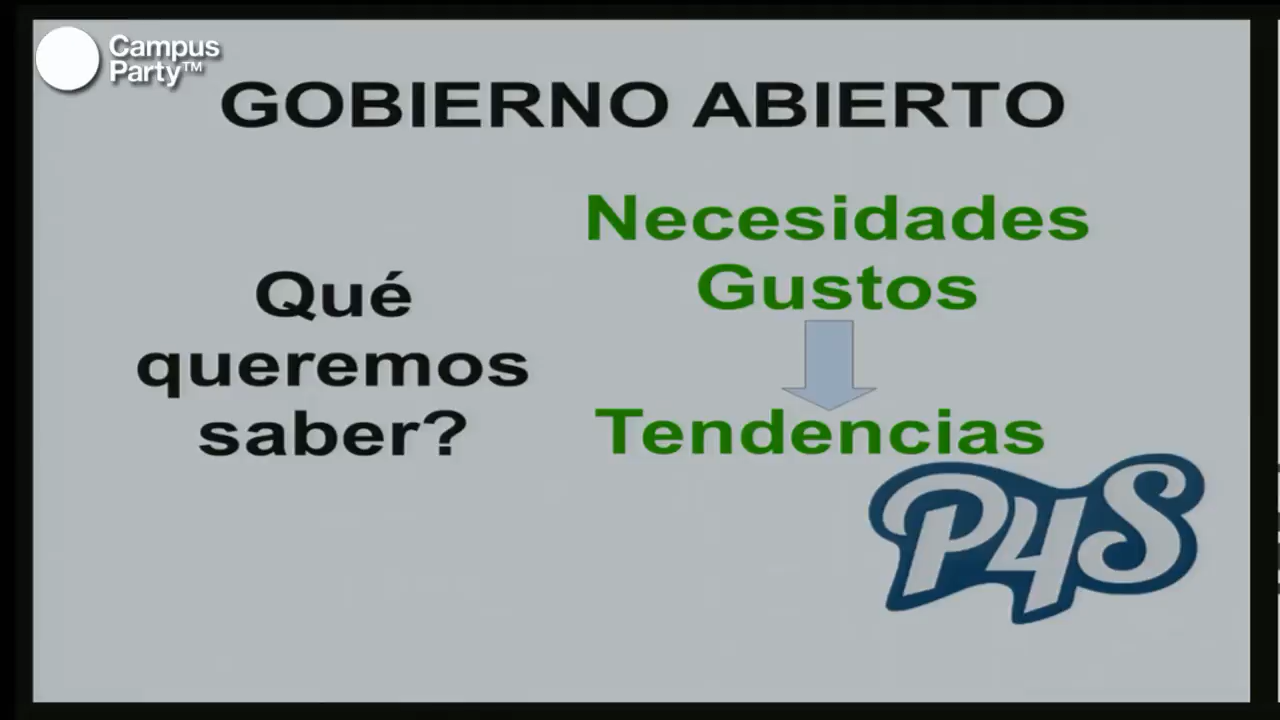 Campus
Party™
GOBIERNO ABIERTO
Qué
queremos
saber?
Necesidades
Gustos
Tendencias
P4S